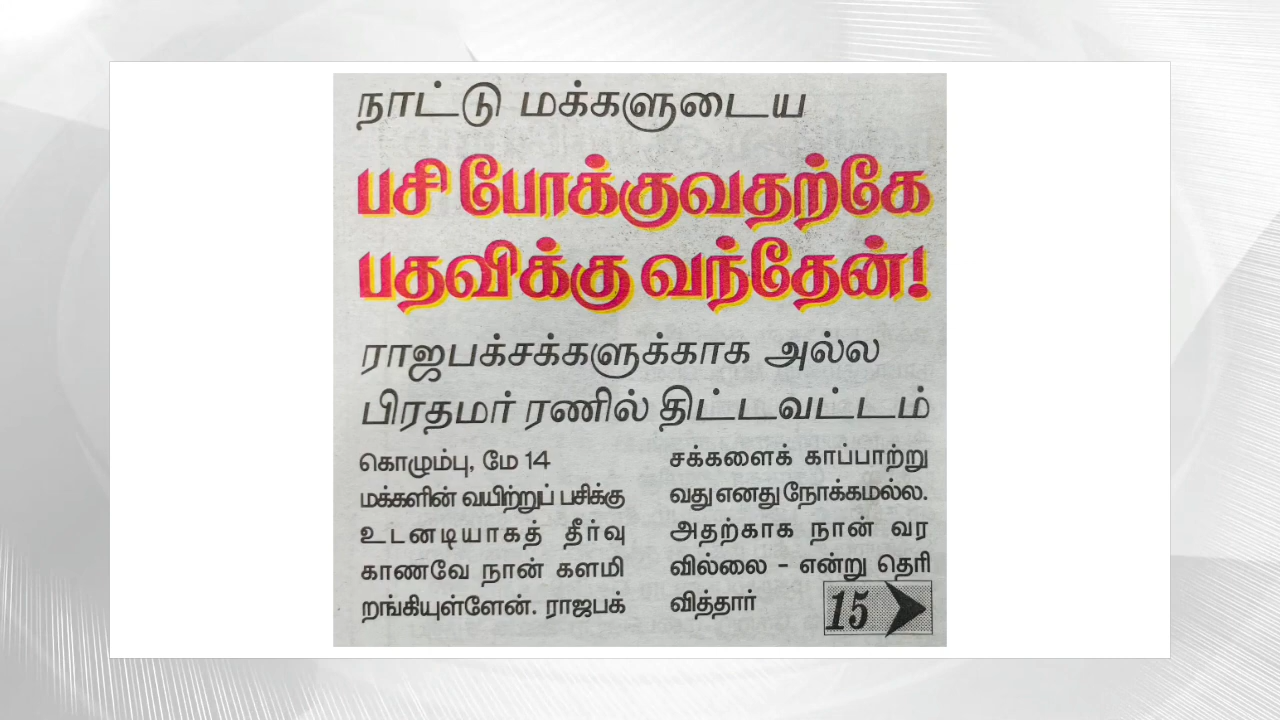 நாட்டு மக்களுடைய
பசி போக்குவதற்கே
பதவிக்கு வந்தேன்!
ராஜபக்சக்களுக்காக அல்ல
பிரதமர் ரணில் திட்டவட்டம்
கொழும்பு, மே 14
மக்களின் வயிற்றுப் பசிக்கு
உடனடியாகத் தீர்வு
காணவே நான் களமி
றங்கியுள்ளேன். ராஜபக்
சக்களைக் காப்பாற்று
வது எனது நோக்கமல்ல.
அதற்காக நான் வர
வில்லை - என்று தெரி
வித்தார்
15